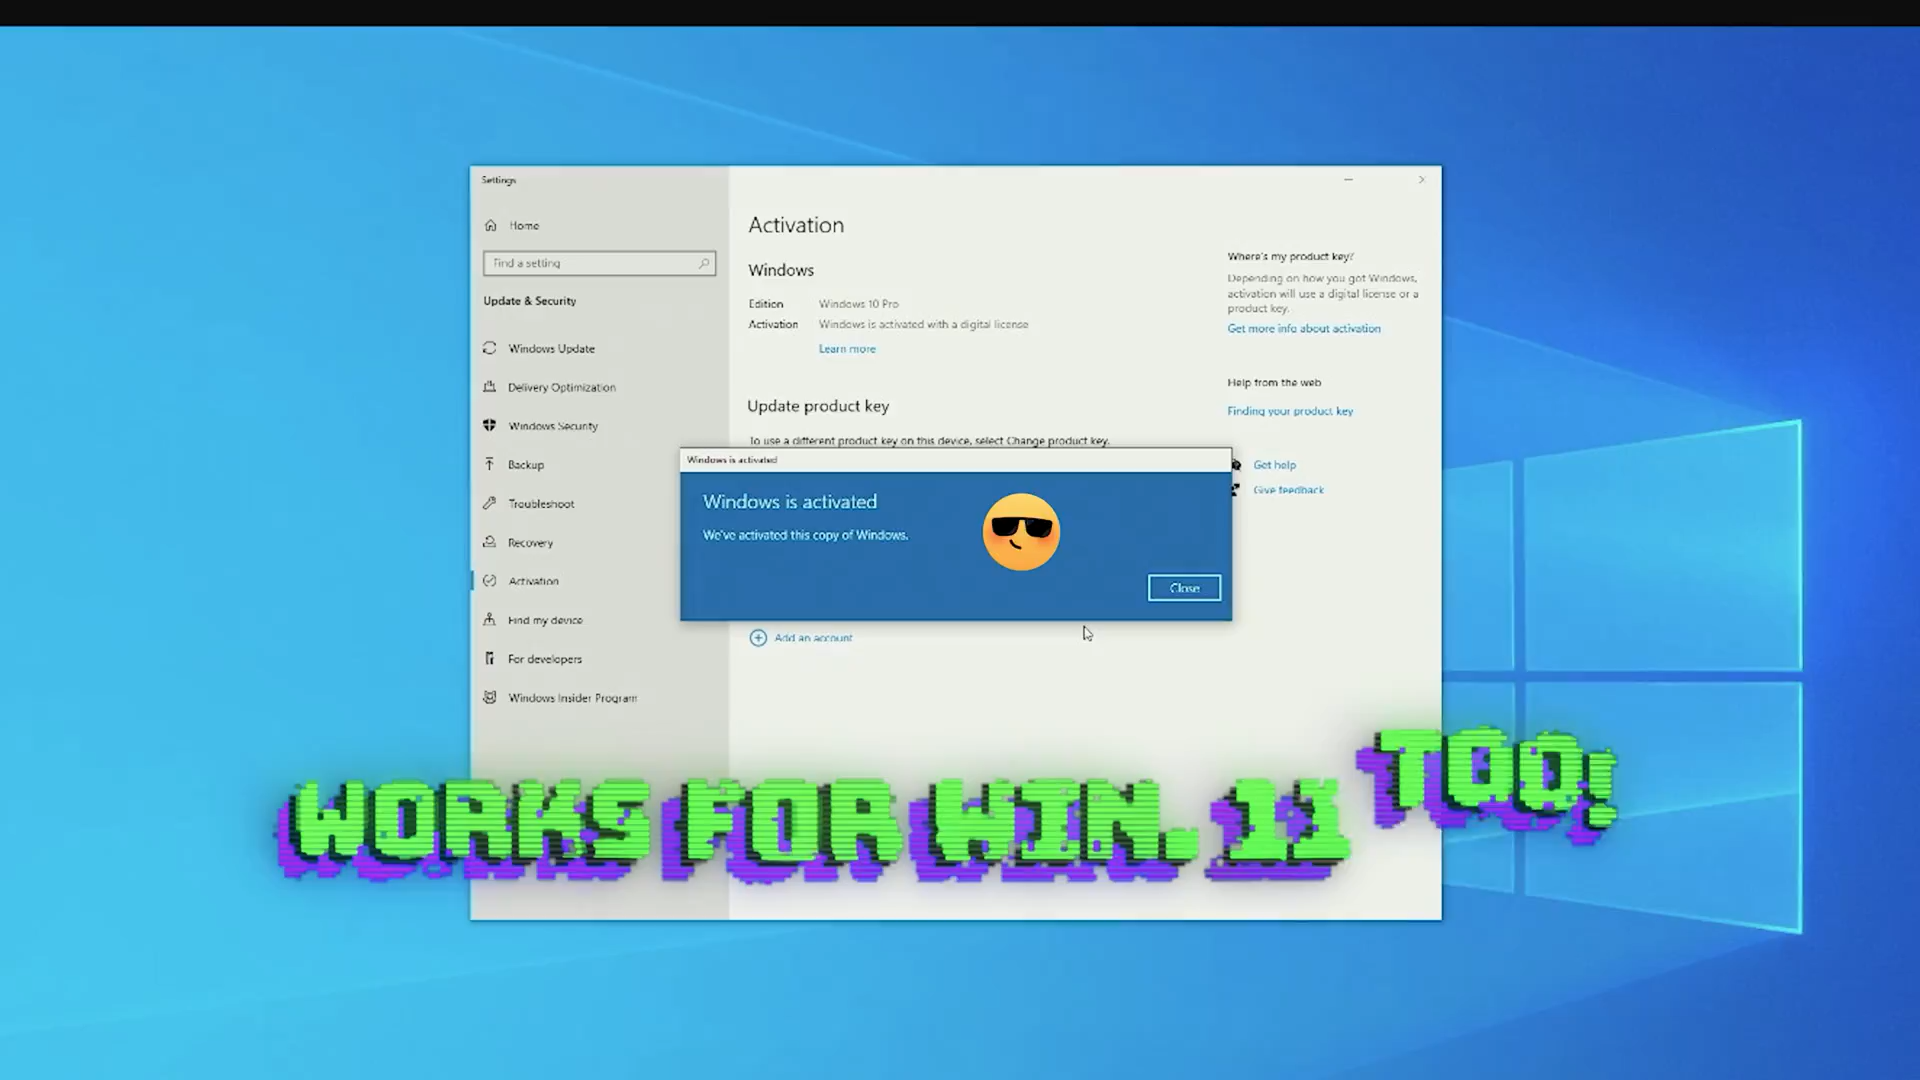 Settings
Home
Find a setting
Update & Security
Windows Update
Delivery Optimization
Windows Security
Backup
Troubleshoot
Recovery
Activation
Find my device
For developers
Windows Insider Program
Activation
Windows
Edition Windows 10 Pro
Activation Windows is activated with a digital license
Learn more
Update product key
To use a different product key on this device, select Change product key.
Where's my product key?
Depending on how you got Windows,
activation will use a digital license or a
product key.
Get more info about activation
Help from the web
Finding your product key
Get help
Give feedback
Windows is activated
Windows is activated
We've activated this copy of Windows.
Close
Add an account
WORKS FOR WIN. 11 TOO!